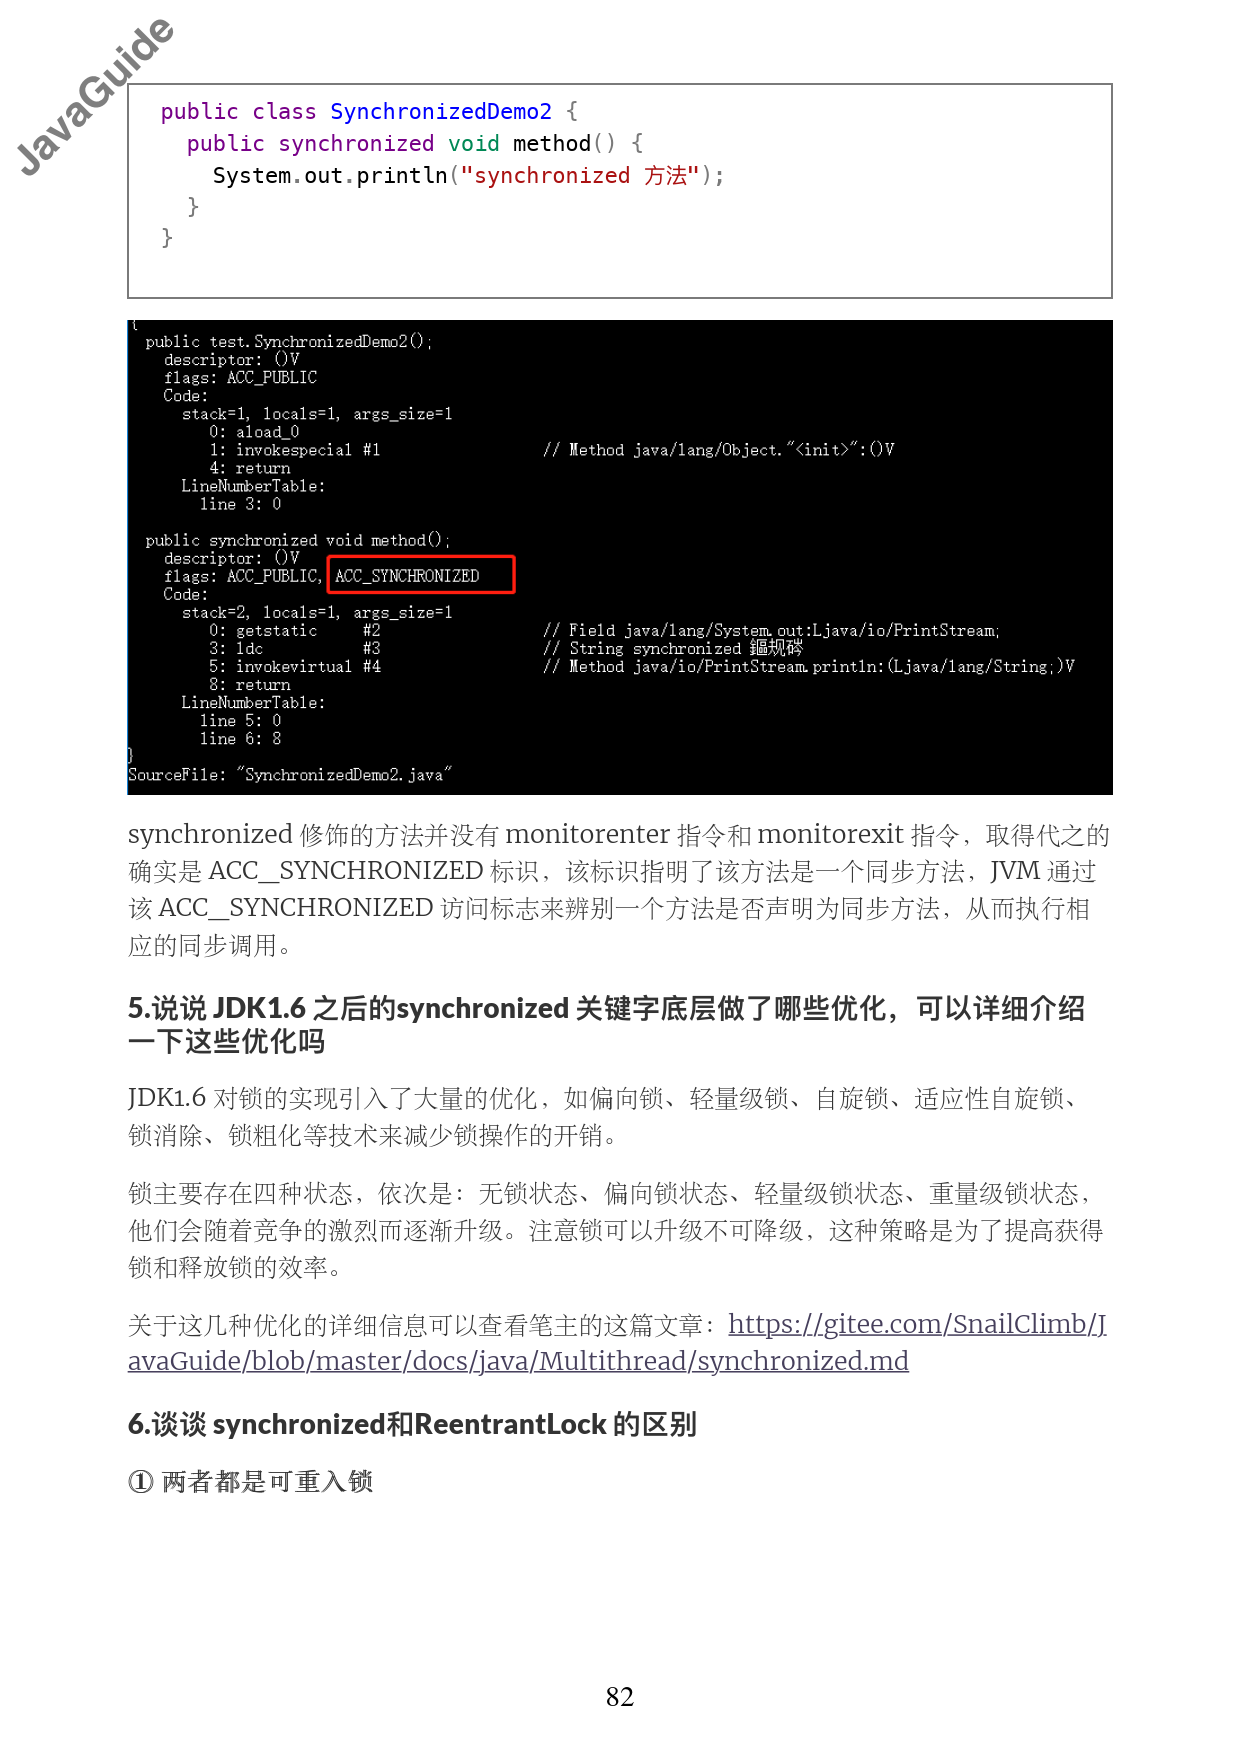 JavaGuide
public class SynchronizedDemo2 {
public synchronized void method() {
System.out.println("synchronized 方法");
}
}
{
public test.SynchronizedDemo2();
descriptor: ()V
flags: ACC_PUBLIC
Code:
stack=1, locals=1, args_size=1
0: aload_0
1: invokespecial #1 // Method java/lang/Object."<init>":()V
4: return
LineNumberTable:
line 3: 0
public synchronized void method();
descriptor: ()V
flags: ACC_PUBLIC, ACC_SYNCHRONIZED
Code:
stack=2, locals=1, args_size=1
0: getstatic #2 // Field java/lang/System.out:Ljava/io/PrintStream;
3: ldc #3 // String synchronized 鏂规硶
5: invokevirtual #4 // Method java/io/PrintStream.println:(Ljava/lang/String;)V
8: return
LineNumberTable:
line 5: 0
line 6: 8
}
SourceFile: "SynchronizedDemo2.java"
synchronized 修饰的方法并没有 monitorenter 指令和 monitorexit 指令，取得代之的
确实是 ACC_SYNCHRONIZED 标识，该标识指明了该方法是一个同步方法，JVM 通过
该 ACC_SYNCHRONIZED 访问标志来辨别一个方法是否声明为同步方法，从而执行相
应的同步调用。
5.说说 JDK1.6 之后的synchronized 关键字底层做了哪些优化，可以详细介绍
一下这些优化吗
JDK1.6 对锁的实现引入了大量的优化，如偏向锁、轻量级锁、自旋锁、适应性自旋锁、
锁消除、锁粗化等技术来减少锁操作的开销。
锁主要存在四种状态，依次是：无锁状态、偏向锁状态、轻量级锁状态、重量级锁状态，
他们会随着竞争的激烈而逐渐升级。注意锁可以升级不可降级，这种策略是为了提高获得
锁和释放锁的效率。
关于这几种优化的详细信息可以查看笔主的这篇文章：https://gitee.com/SnailClimb/J
avaGuide/blob/master/docs/java/Multithread/synchronized.md
6.谈谈 synchronized和ReentrantLock 的区别
① 两者都是可重入锁
82